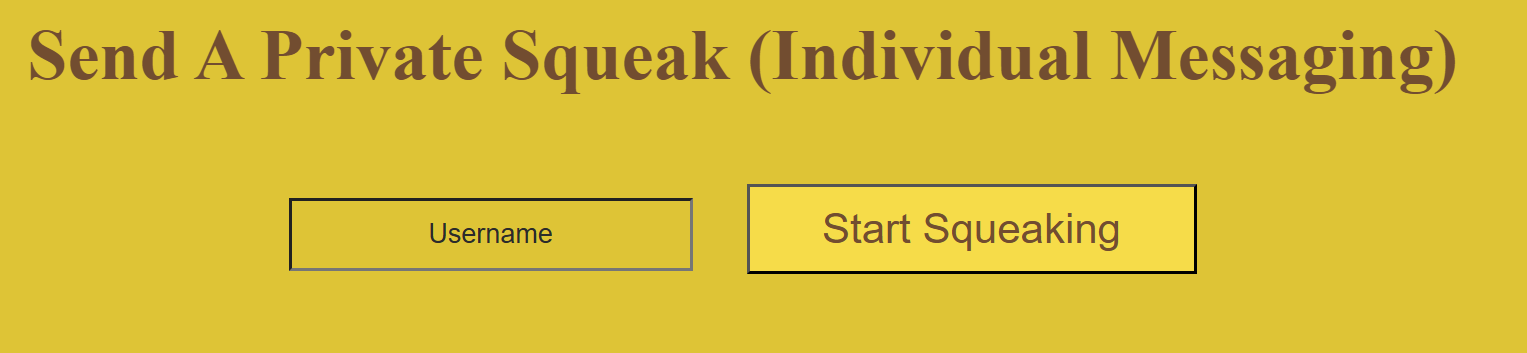 Send A Private Squeak (Individual Messaging)
Username
Start Squeaking